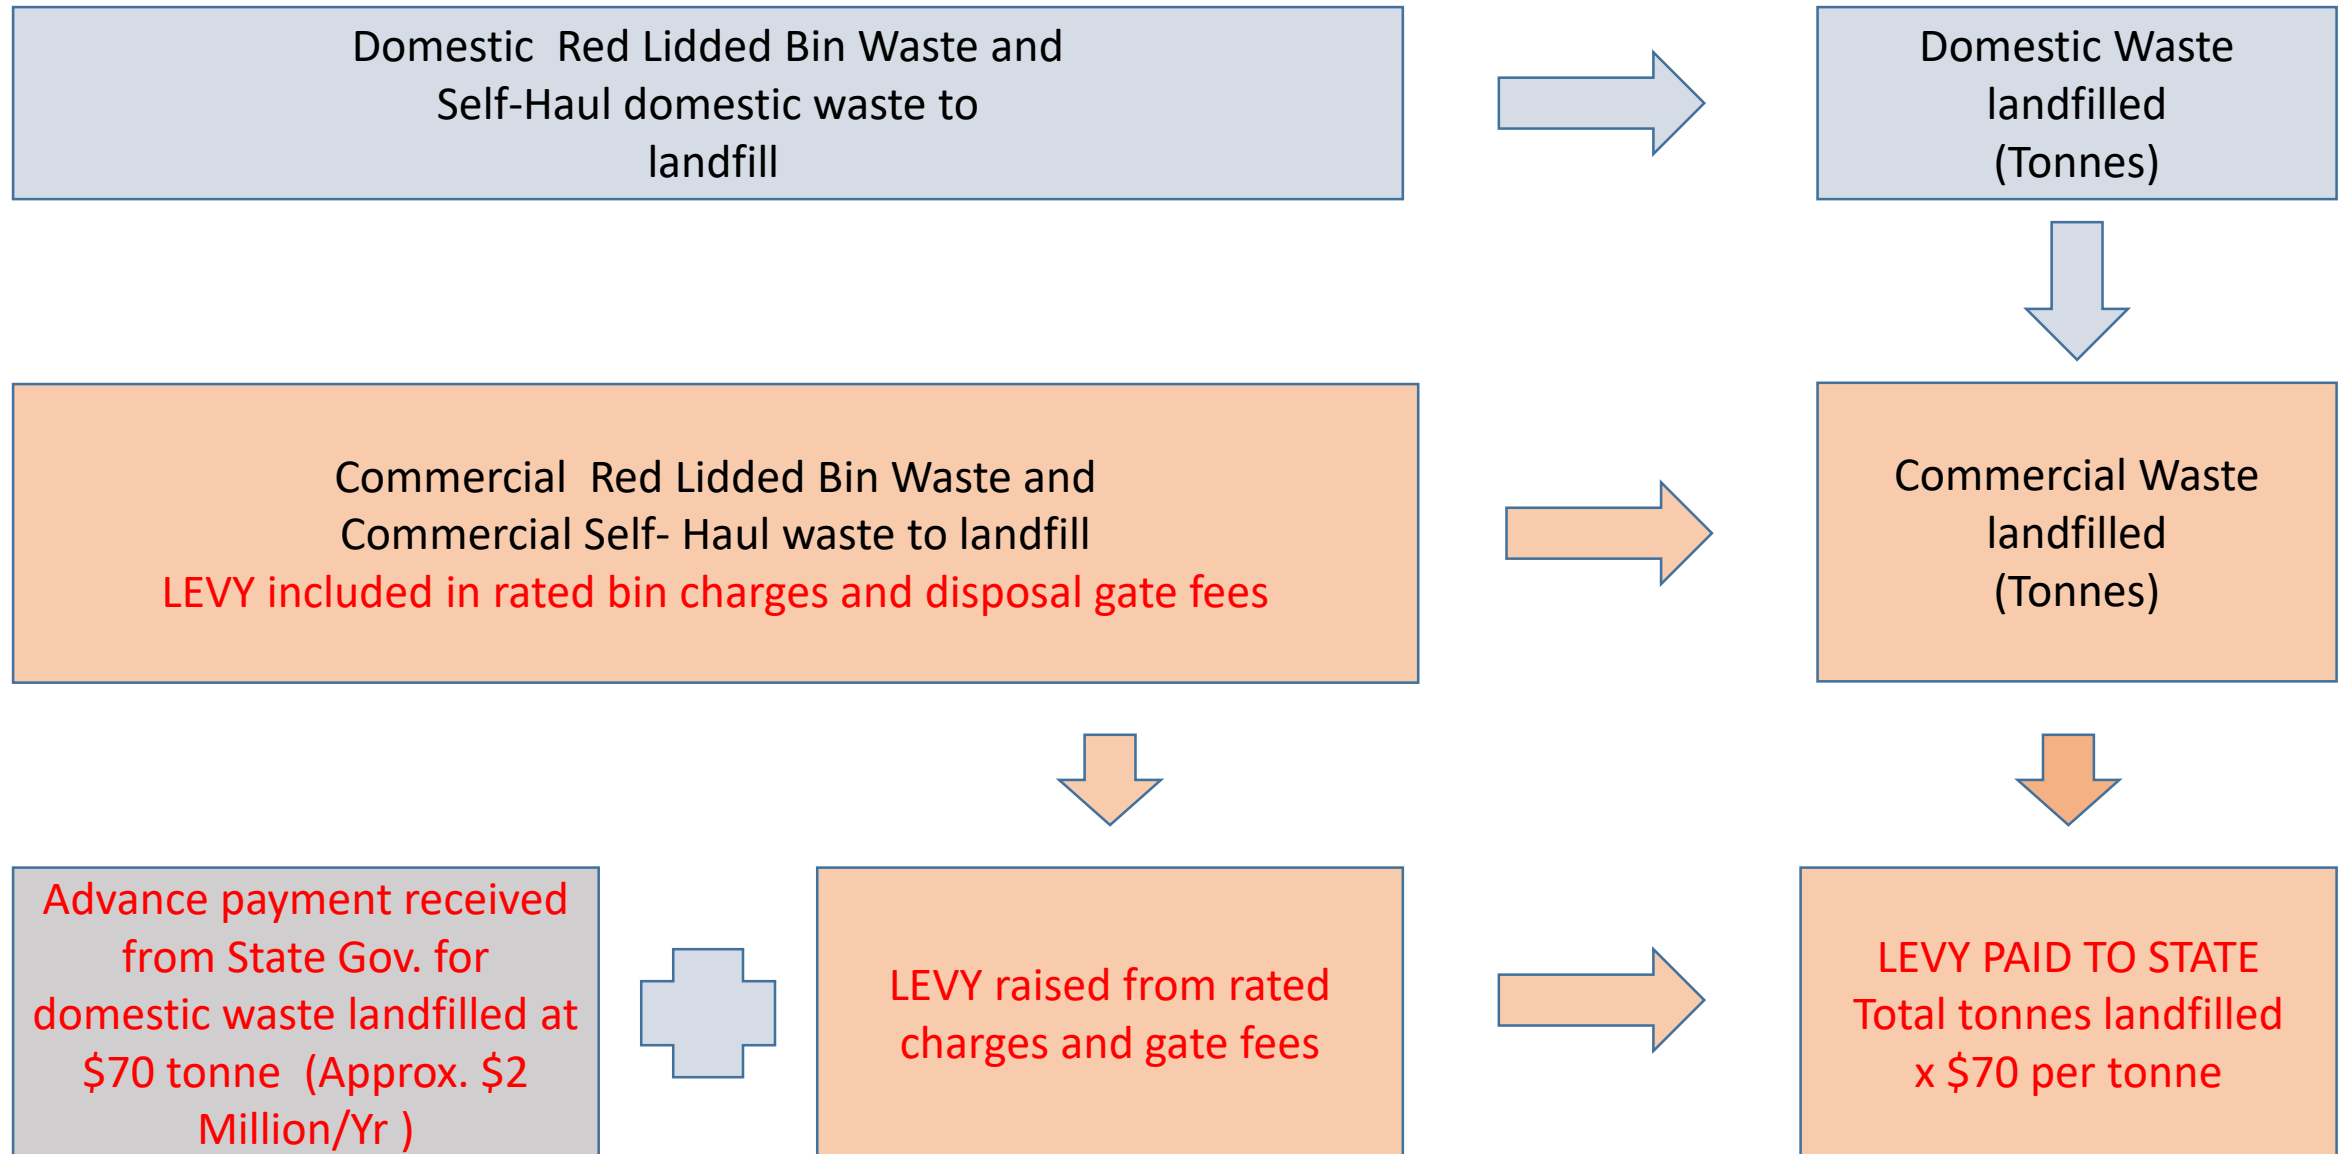 Domestic  Red Lidded Bin Waste and
Self-Haul domestic waste to
landfill
Domestic Waste
landfilled
(Tonnes)
Commercial  Red Lidded Bin Waste and
Commercial Self- Haul waste to landfill
LEVY included in rated bin charges and disposal gate fees
Commercial Waste
landfilled
(Tonnes)
Advance payment received
from State Gov. for
domestic waste landfilled at
$70 tonne  (Approx. $2
Million/Yr )
LEVY raised from rated
charges and gate fees
LEVY PAID TO STATE
Total tonnes landfilled
x $70 per tonne